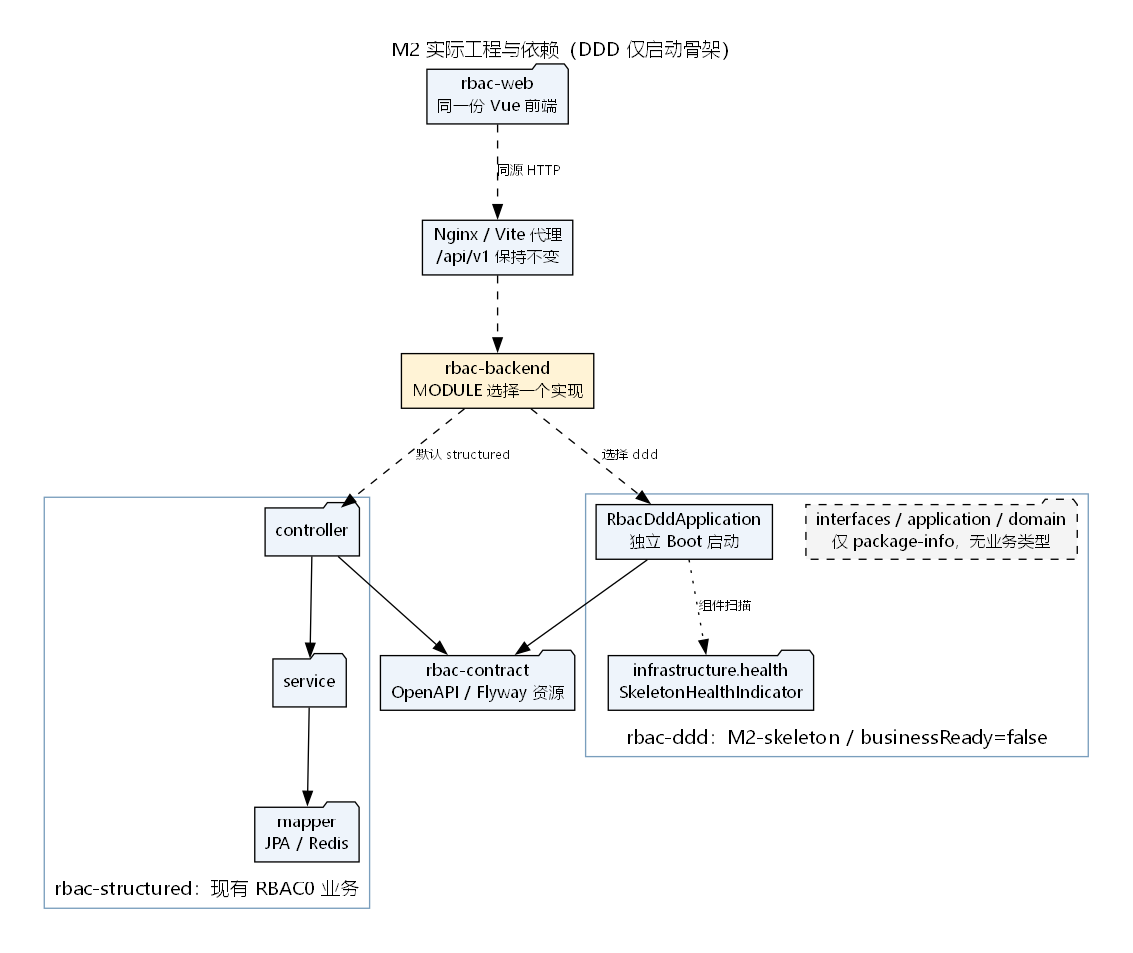 M2 实际工程与依赖（DDD 仅启动骨架）
rbac-web
同一份 Vue 前端
同源 HTTP
Nginx / Vite 代理
/api/v1 保持不变
rbac-backend
MODULE 选择一个实现
默认 structured
选择 ddd
controller
RbacDddApplication
独立 Boot 启动
interfaces / application / domain
仅 package-info，无业务类型
组件扫描
service
rbac-contract
OpenAPI / Flyway 资源
infrastructure.health
SkeletonHealthIndicator
rbac-ddd：M2-skeleton / businessReady=false
mapper
JPA / Redis
rbac-structured：现有 RBAC0 业务